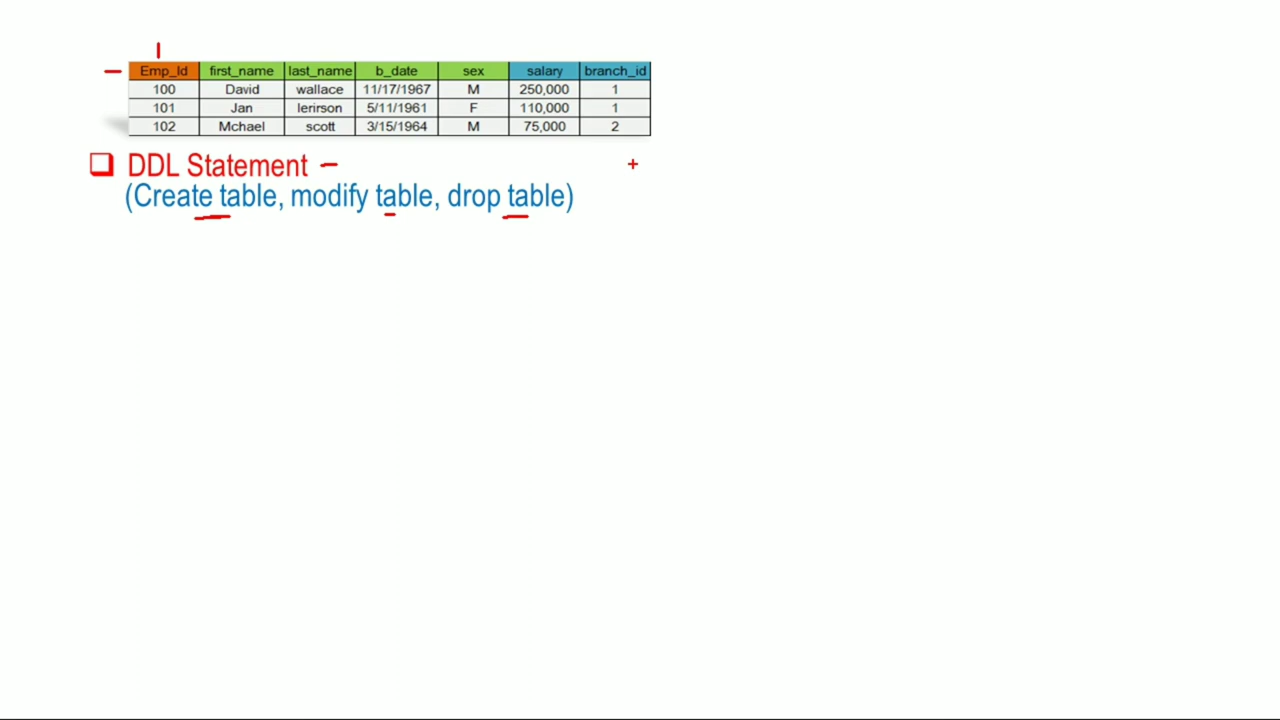 Emp_Id first_name last_name b_date sex salary branch_id
100 David wallace 11/17/1967 M 250,000 1
101 Jan lerirson 5/11/1961 F 110,000 1
102 Mchael scott 3/15/1964 M 75,000 2
DDL Statement
(Create table, modify table, drop table)